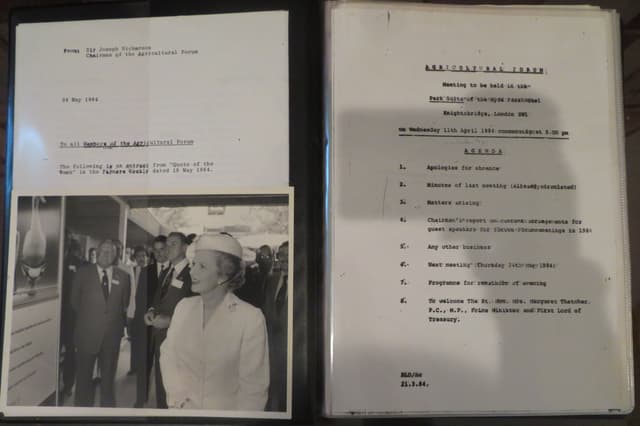 From: Sir Joseph Nickerson
Chairman of the Agricultural Forum
24 May 1984
To all Members of the Agricultural Forum
The following is an extract from "Quote of the
Week" in the Farmers Weekly dated 18 May 1984.
AGRICULTURAL FORUM
Meeting to be held in the
Park Suite of the Hyde Park Hotel
Knightsbridge, London SW1
on Wednesday 11th April 1984 commencing at 5.00 pm
AGENDA
1. Apologies for absence
2. Minutes of last meeting (already circulated)
3. Matters arising
4. Chairman's report on current arrangements for
guest speakers for Forum meetings in 1984
5. Any other business
6. Next meeting (Thursday 24th May 1984)
7. Programme for remainder of evening
8. To welcome The Rt. Hon. Mrs. Margaret Thatcher,
P.C., M.P., Prime Minister and First Lord of
Treasury.
21.3.84.